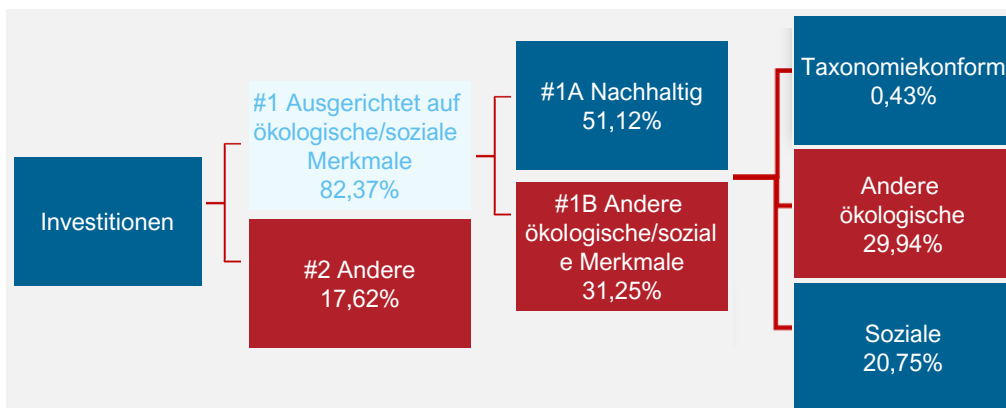 Investitionen
#1 Ausgerichtet auf
ökologische/soziale
Merkmale
82,37%
#2 Andere
17,62%
#1A Nachhaltig
51,12%
#1B Andere
ökologische/sozial
e Merkmale
31,25%
Taxonomiekonform
0,43%
Andere
ökologische
29,94%
Soziale
20,75%